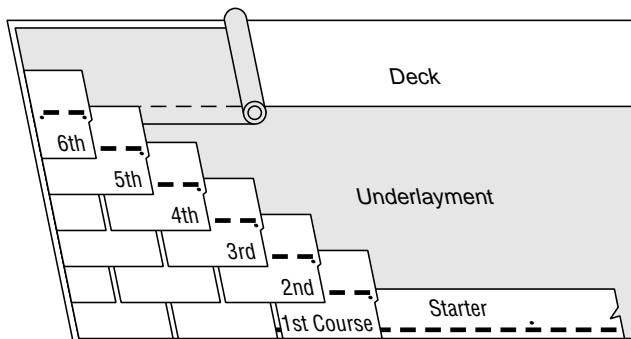 Deck
6th
5th
Underlayment
4th
3rd
2nd
Starter
1st Course